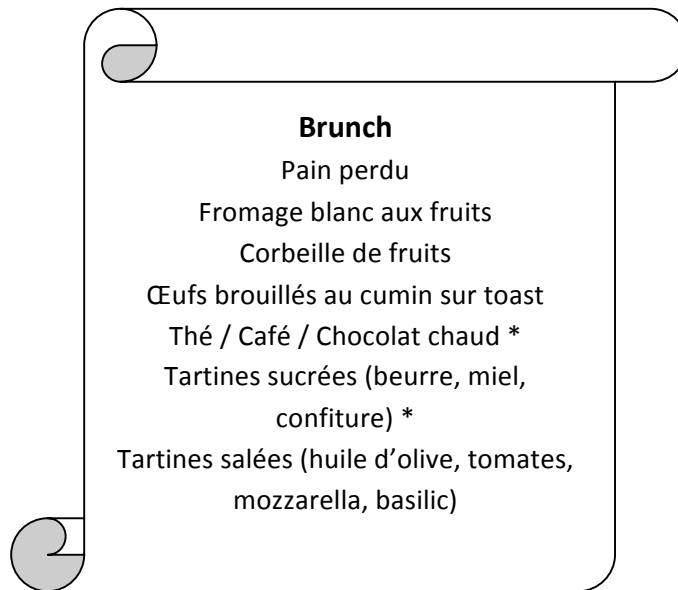 Brunch
Pain perdu
Fromage blanc aux fruits
Corbeille de fruits
Œufs brouillés au cumin sur toast
Thé / Café / Chocolat chaud *
Tartines sucrées (beurre, miel,
confiture) *
Tartines salées (huile d’olive, tomates,
mozzarella, basilic)